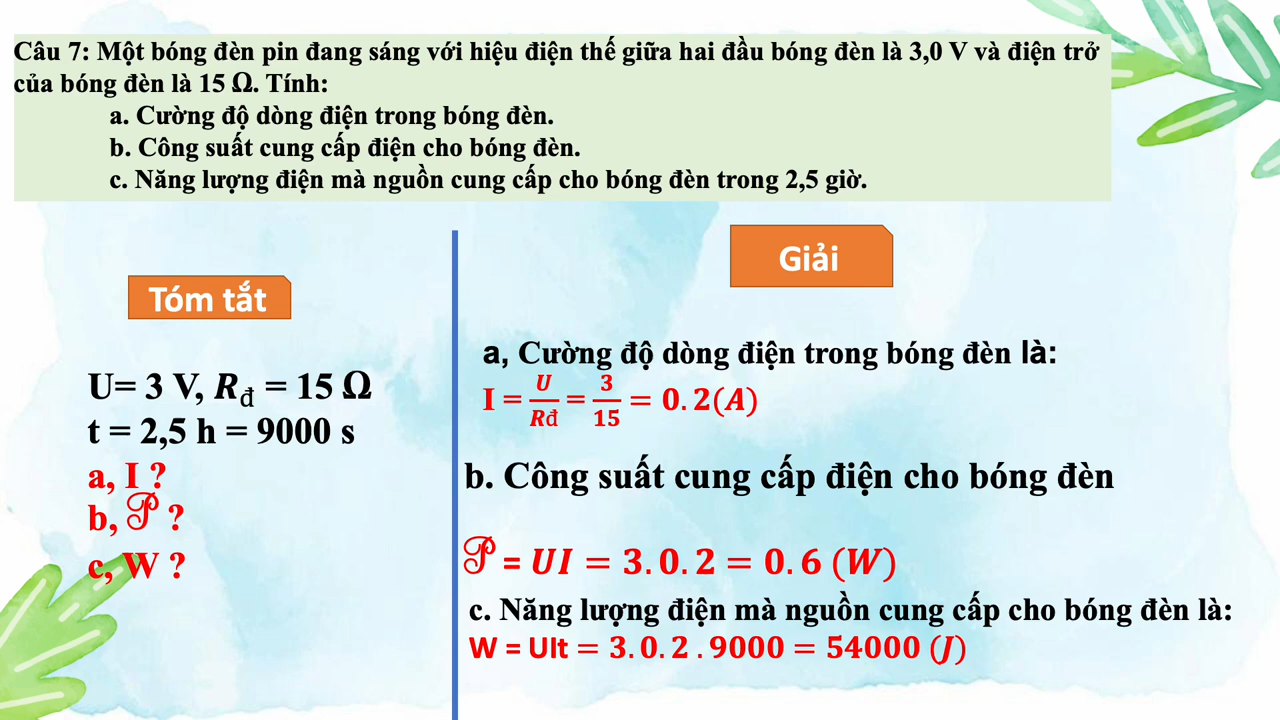 Câu 7: Một bóng đèn pin đang sáng với hiệu điện thế giữa hai đầu bóng đèn là 3,0 V và điện trở
của bóng đèn là 15 Ω. Tính:
a. Cường độ dòng điện trong bóng đèn.
b. Công suất cung cấp điện cho bóng đèn.
c. Năng lượng điện mà nguồn cung cấp cho bóng đèn trong 2,5 giờ.
Tóm tắt
U= 3 V, Rđ = 15 Ω
t = 2,5 h = 9000 s
a, I ?
b, 𝒫 ?
c, W ?
Giải
a, Cường độ dòng điện trong bóng đèn là:
I = U/Rđ = 3/15 = 0.2(A)
b. Công suất cung cấp điện cho bóng đèn
𝒫 = UI = 3.0.2 = 0.6 (W)
c. Năng lượng điện mà nguồn cung cấp cho bóng đèn là:
W = UIt = 3.0.2 .9000 = 54000 (J)